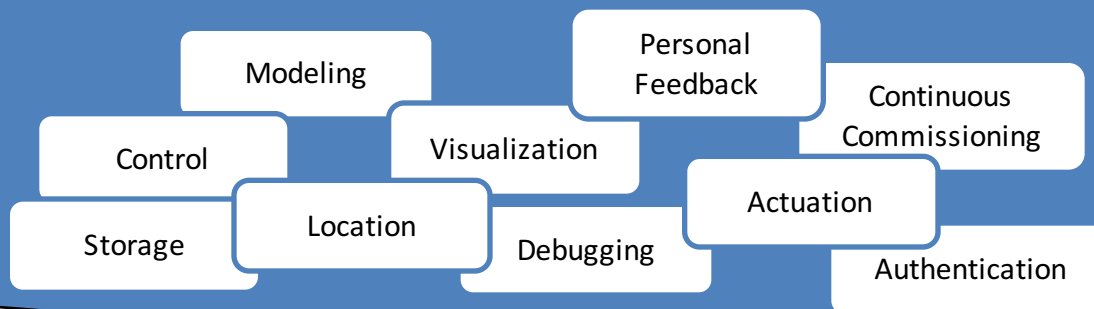 Personal
Feedback
Modeling
Continuous
Commissioning
Control
Visualization
Actuation
Location
Storage
Debugging
Authentication